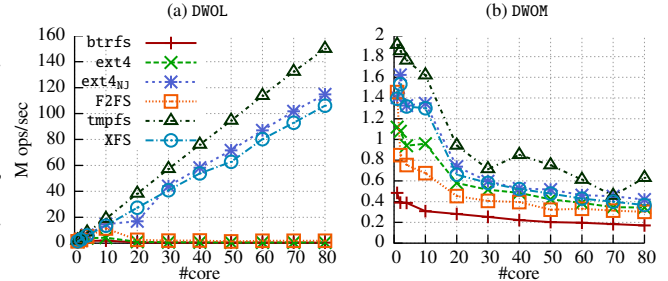 (a) DWOL
M ops/sec
160
140
120
100
80
60
40
20
0
btrfs
ext4
ext4NJ
F2FS
tmpfs
XFS
0 10 20 30 40 50 60 70 80
#core
(b) DWOM
2
1.8
1.6
1.4
1.2
1
0.8
0.6
0.4
0.2
0
0 10 20 30 40 50 60 70 80
#core